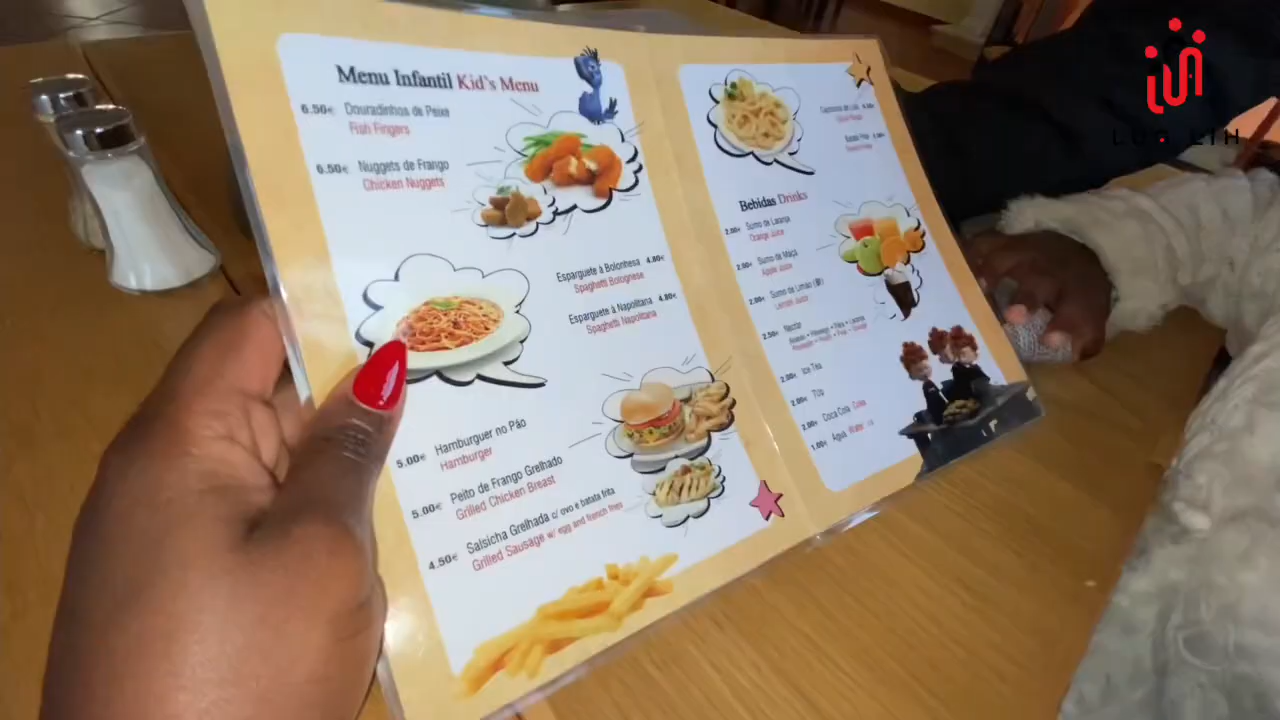 Menu Infantil Kid's Menu
6.50€ Douradinhos de Peixe
Fish Fingers
6.50€ Nuggets de Frango
Chicken Nuggets
Esparguete à Bolonhesa 4.80€
Spaghetti Bolognese
Esparguete à Napolitana 4.80€
Spaghetti Napolitana
5.00€ Hamburguer no Pão
Hamburger
5.00€ Peito de Frango Grelhado
Grilled Chicken Breast
4.50€ Salsicha Grelhada c/ ovo e batata frita
Grilled Sausage w/ egg and french fries
Bebidas Drinks
2.00€ Sumo de Laranja
Orange Juice
2.00€ Sumo de Maçã
Apple Juice
2.00€ Sumo de Limão
Lemon Juice
2.50€ Nectar
2.00€ Ice Tea
2.00€ 7Up
2.00€ Coca Cola Coke
1.00€ Água Water